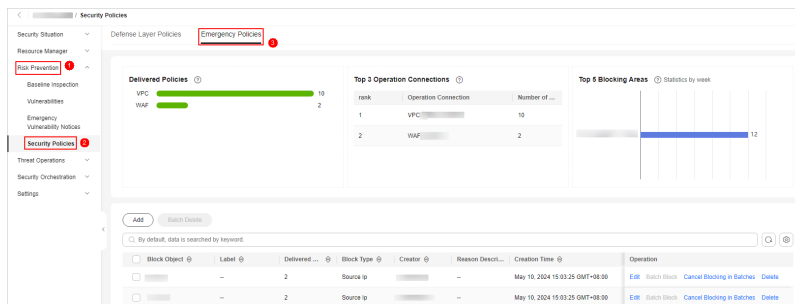 / Security Policies
Security Situation
Resource Manager
Risk Prevention 1
Baseline Inspection
Vulnerabilities
Emergency
Vulnerability Notices
Security Policies 2
Threat Operations
Security Orchestration
Settings
Defense Layer Policies Emergency Policies 3
Delivered Policies
VPC 10
WAF 2
Top 3 Operation Connections
rank Operation Connection Number of ...
1 VPC 10
2 WAF 2
Top 5 Blocking Areas Statistics by week
12
Add Batch Delete
By default, data is searched by keyword.
Block Object Label Delivered ... Block Type Creator Reason Descri... Creation Time Operation
-- 2 Source Ip -- May 10, 2024 15:03:25 GMT+08:00 Edit Batch Block Cancel Blocking in Batches Delete
-- 2 Source Ip -- May 10, 2024 15:03:25 GMT+08:00 Edit Batch Block Cancel Blocking in Batches Delete